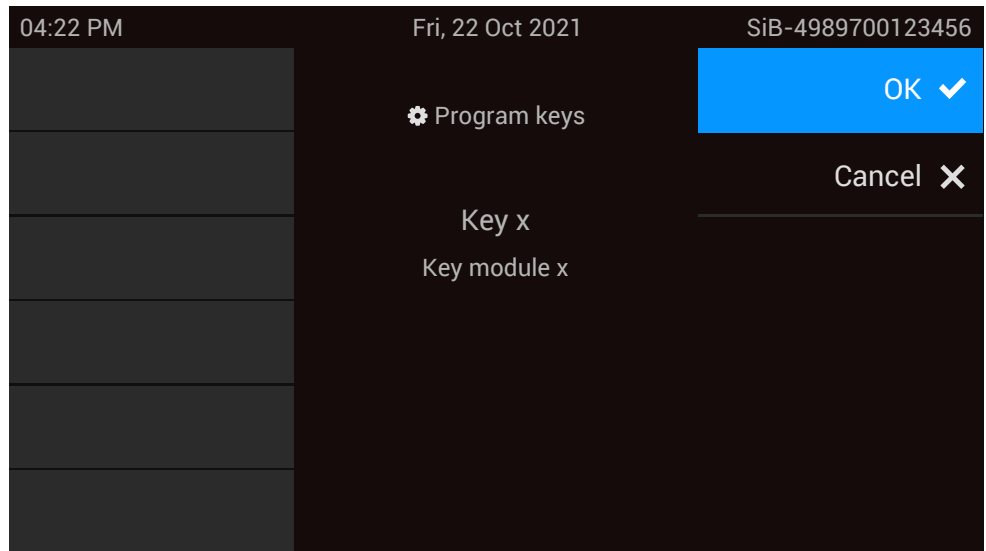 04:22 PM Fri, 22 Oct 2021 SiB-4989700123456
OK
Program keys
Cancel
Key x
Key module x